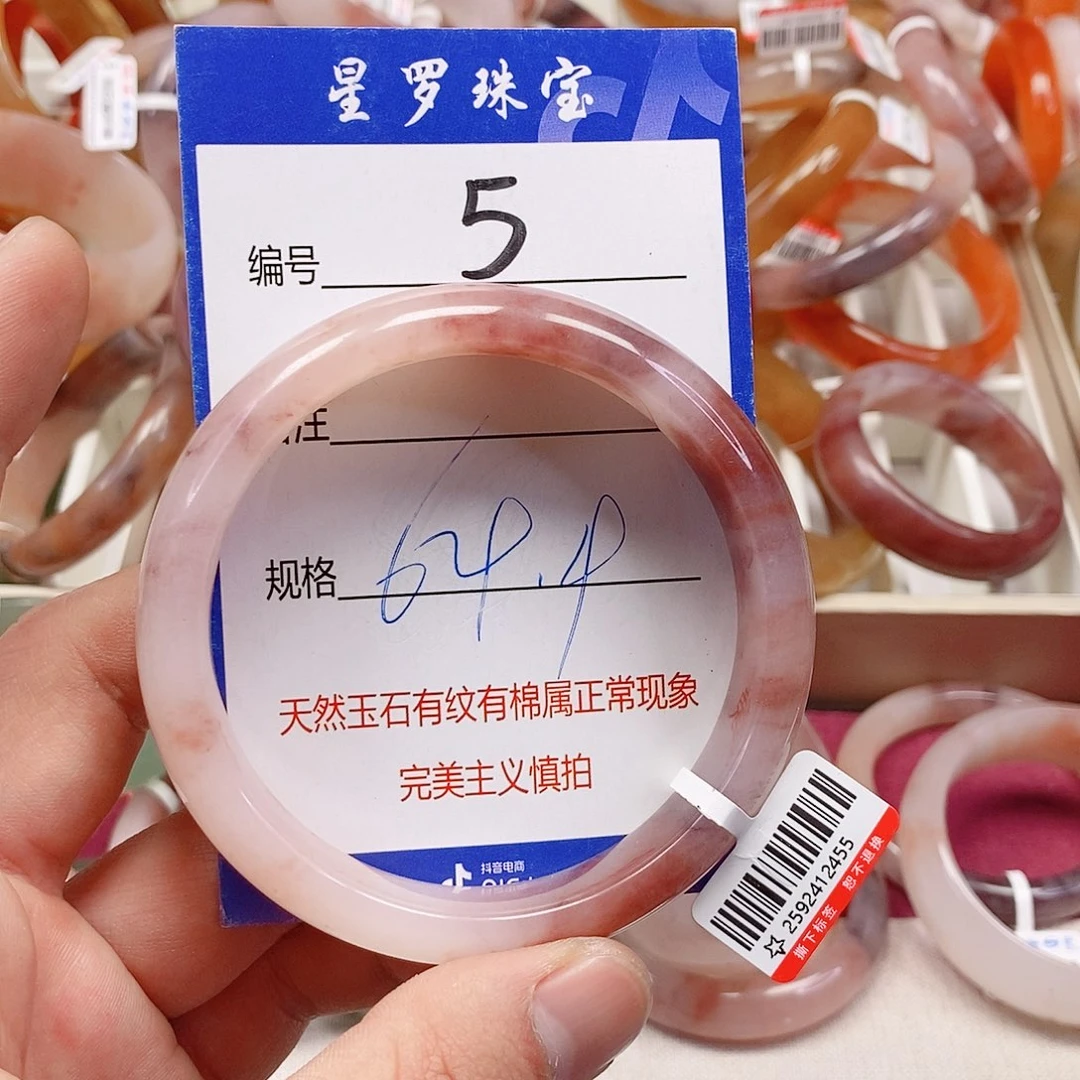 星罗珠宝
编号 5
注
规格 64.4
天然玉石有纹有棉属正常现象
完美主义慎拍
抖音电商
2592412455
撕下标签 恕不退换